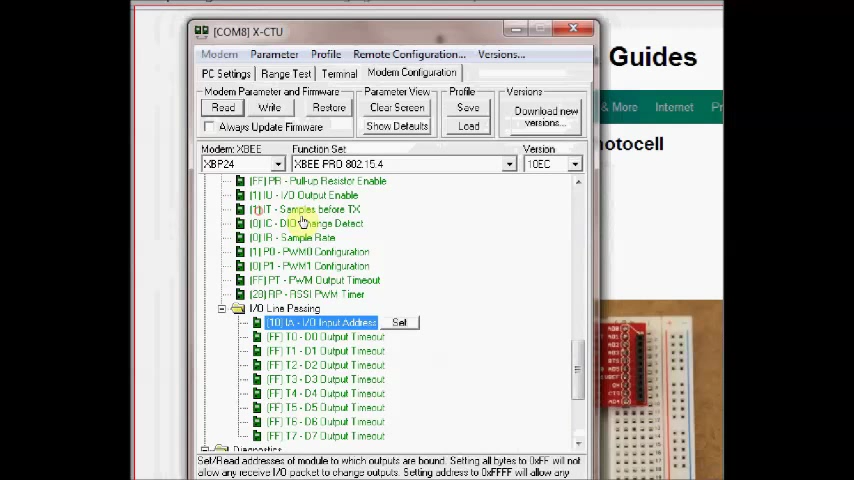 [COM8] X-CTU
Modem Parameter Profile Remote Configuration... Versions...
PC Settings Range Test Terminal Modem Configuration
Modem Parameter and Firmware Parameter View Profile Versions
Read Write Restore Clear Screen Save Download new versions...
Always Update Firmware Show Defaults Load
Modem: XBEE Function Set Version
XBP24 XBEE PRO 802.15.4 10EC
[FF] PR - Pull-up Resistor Enable
[1] IU - I/O Output Enable
[1] IT - Samples before TX
[0] IC - DIO Change Detect
[0] IR - Sample Rate
[1] P0 - PWM0 Configuration
[0] P1 - PWM1 Configuration
[FF] PT - PWM Output Timeout
[28] RP - RSSI PWM Timer
I/O Line Passing
[10] IA - I/O Input Address Set
[FF] T0 - D0 Output Timeout
[FF] T1 - D1 Output Timeout
[FF] T2 - D2 Output Timeout
[FF] T3 - D3 Output Timeout
[FF] T4 - D4 Output Timeout
[FF] T5 - D5 Output Timeout
[FF] T6 - D6 Output Timeout
[FF] T7 - D7 Output Timeout
Diagnostics
Set/Read addresses of module to which outputs are bound. Setting all bytes to 0xFF will not
allow any receive I/O packet to change outputs. Setting address to 0xFFFF will allow any
Guides
& More Internet Pr
hotocell